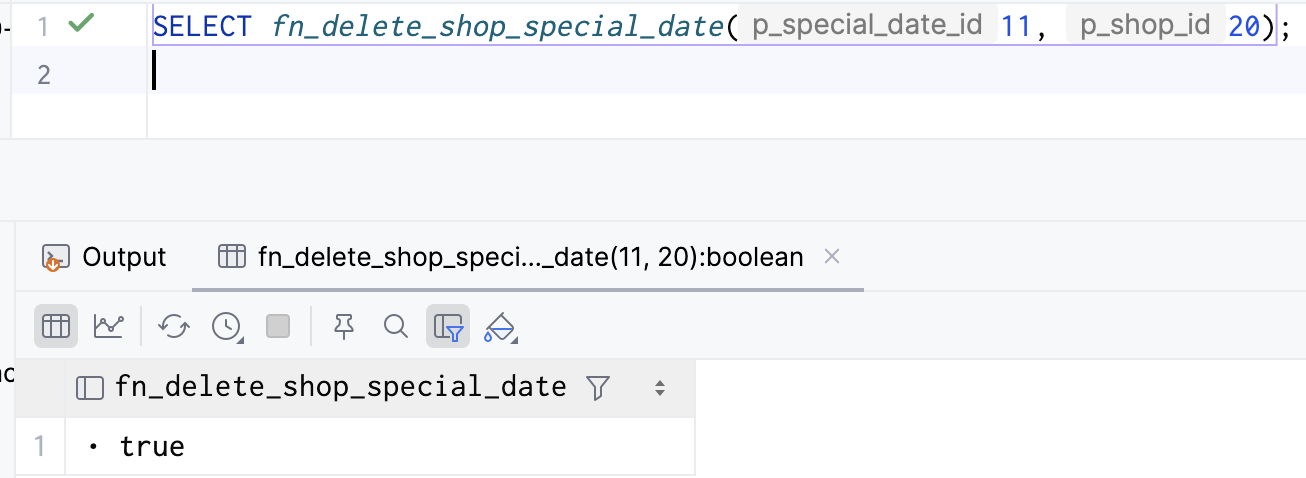 1 SELECT fn_delete_shop_special_date( p_special_date_id 11, p_shop_id 20);
2
Output fn_delete_shop_speci..._date(11, 20):boolean
fn_delete_shop_special_date
1 · true